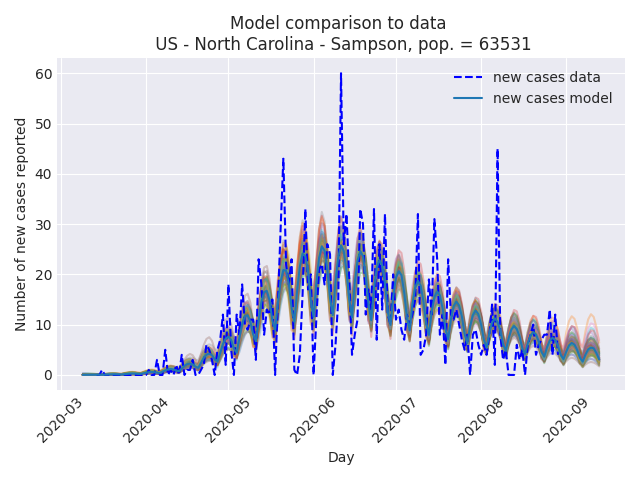 Model comparison to data
US - North Carolina - Sampson, pop. = 63531
new cases data
new cases model
Number of new cases reported
60
50
40
30
20
10
0
2020-03
2020-04
2020-05
2020-06
2020-07
2020-08
2020-09
Day